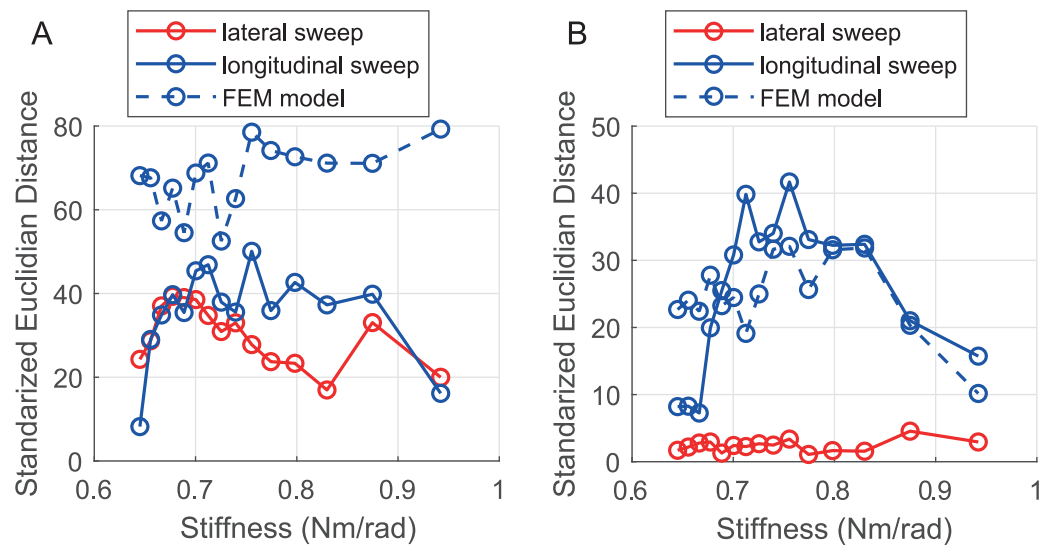 A
lateral sweep
longitudinal sweep
FEM model
Standarized Euclidian Distance
80
60
40
20
0
0.6
0.7
0.8
0.9
1
Stiffness (Nm/rad)
B
lateral sweep
longitudinal sweep
FEM model
Standarized Euclidian Distance
50
40
30
20
10
0
0.6
0.7
0.8
0.9
1
Stiffness (Nm/rad)